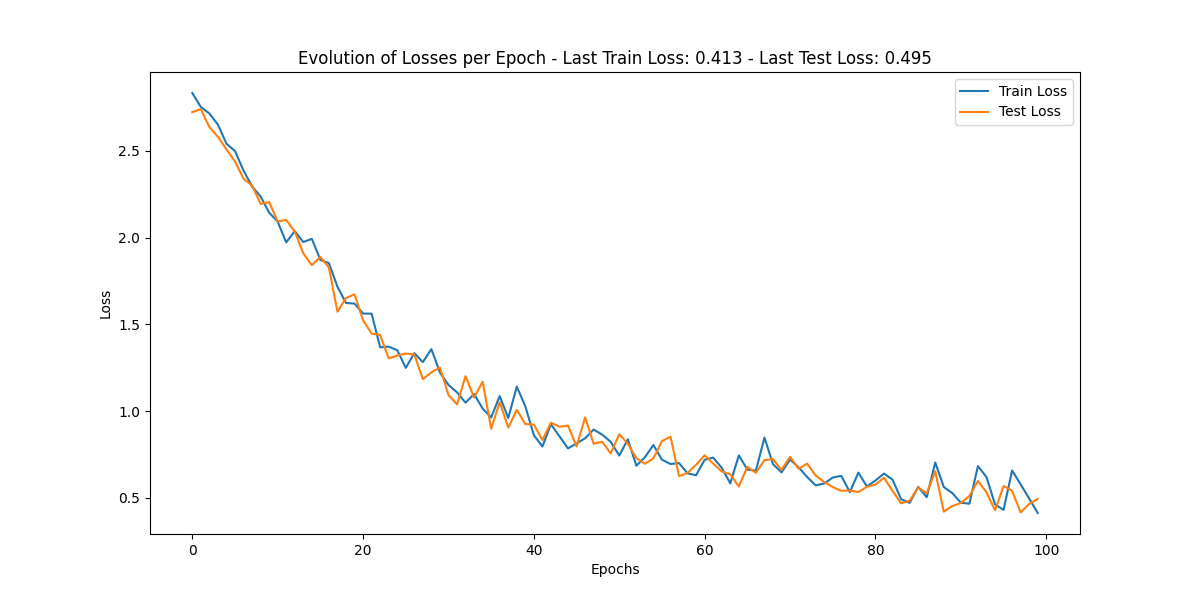 Evolution of Losses per Epoch - Last Train Loss: 0.413 - Last Test Loss: 0.495
Train Loss
Test Loss
2.5
2.0
1.5
1.0
0.5
Loss
0 20 40 60 80 100
Epochs